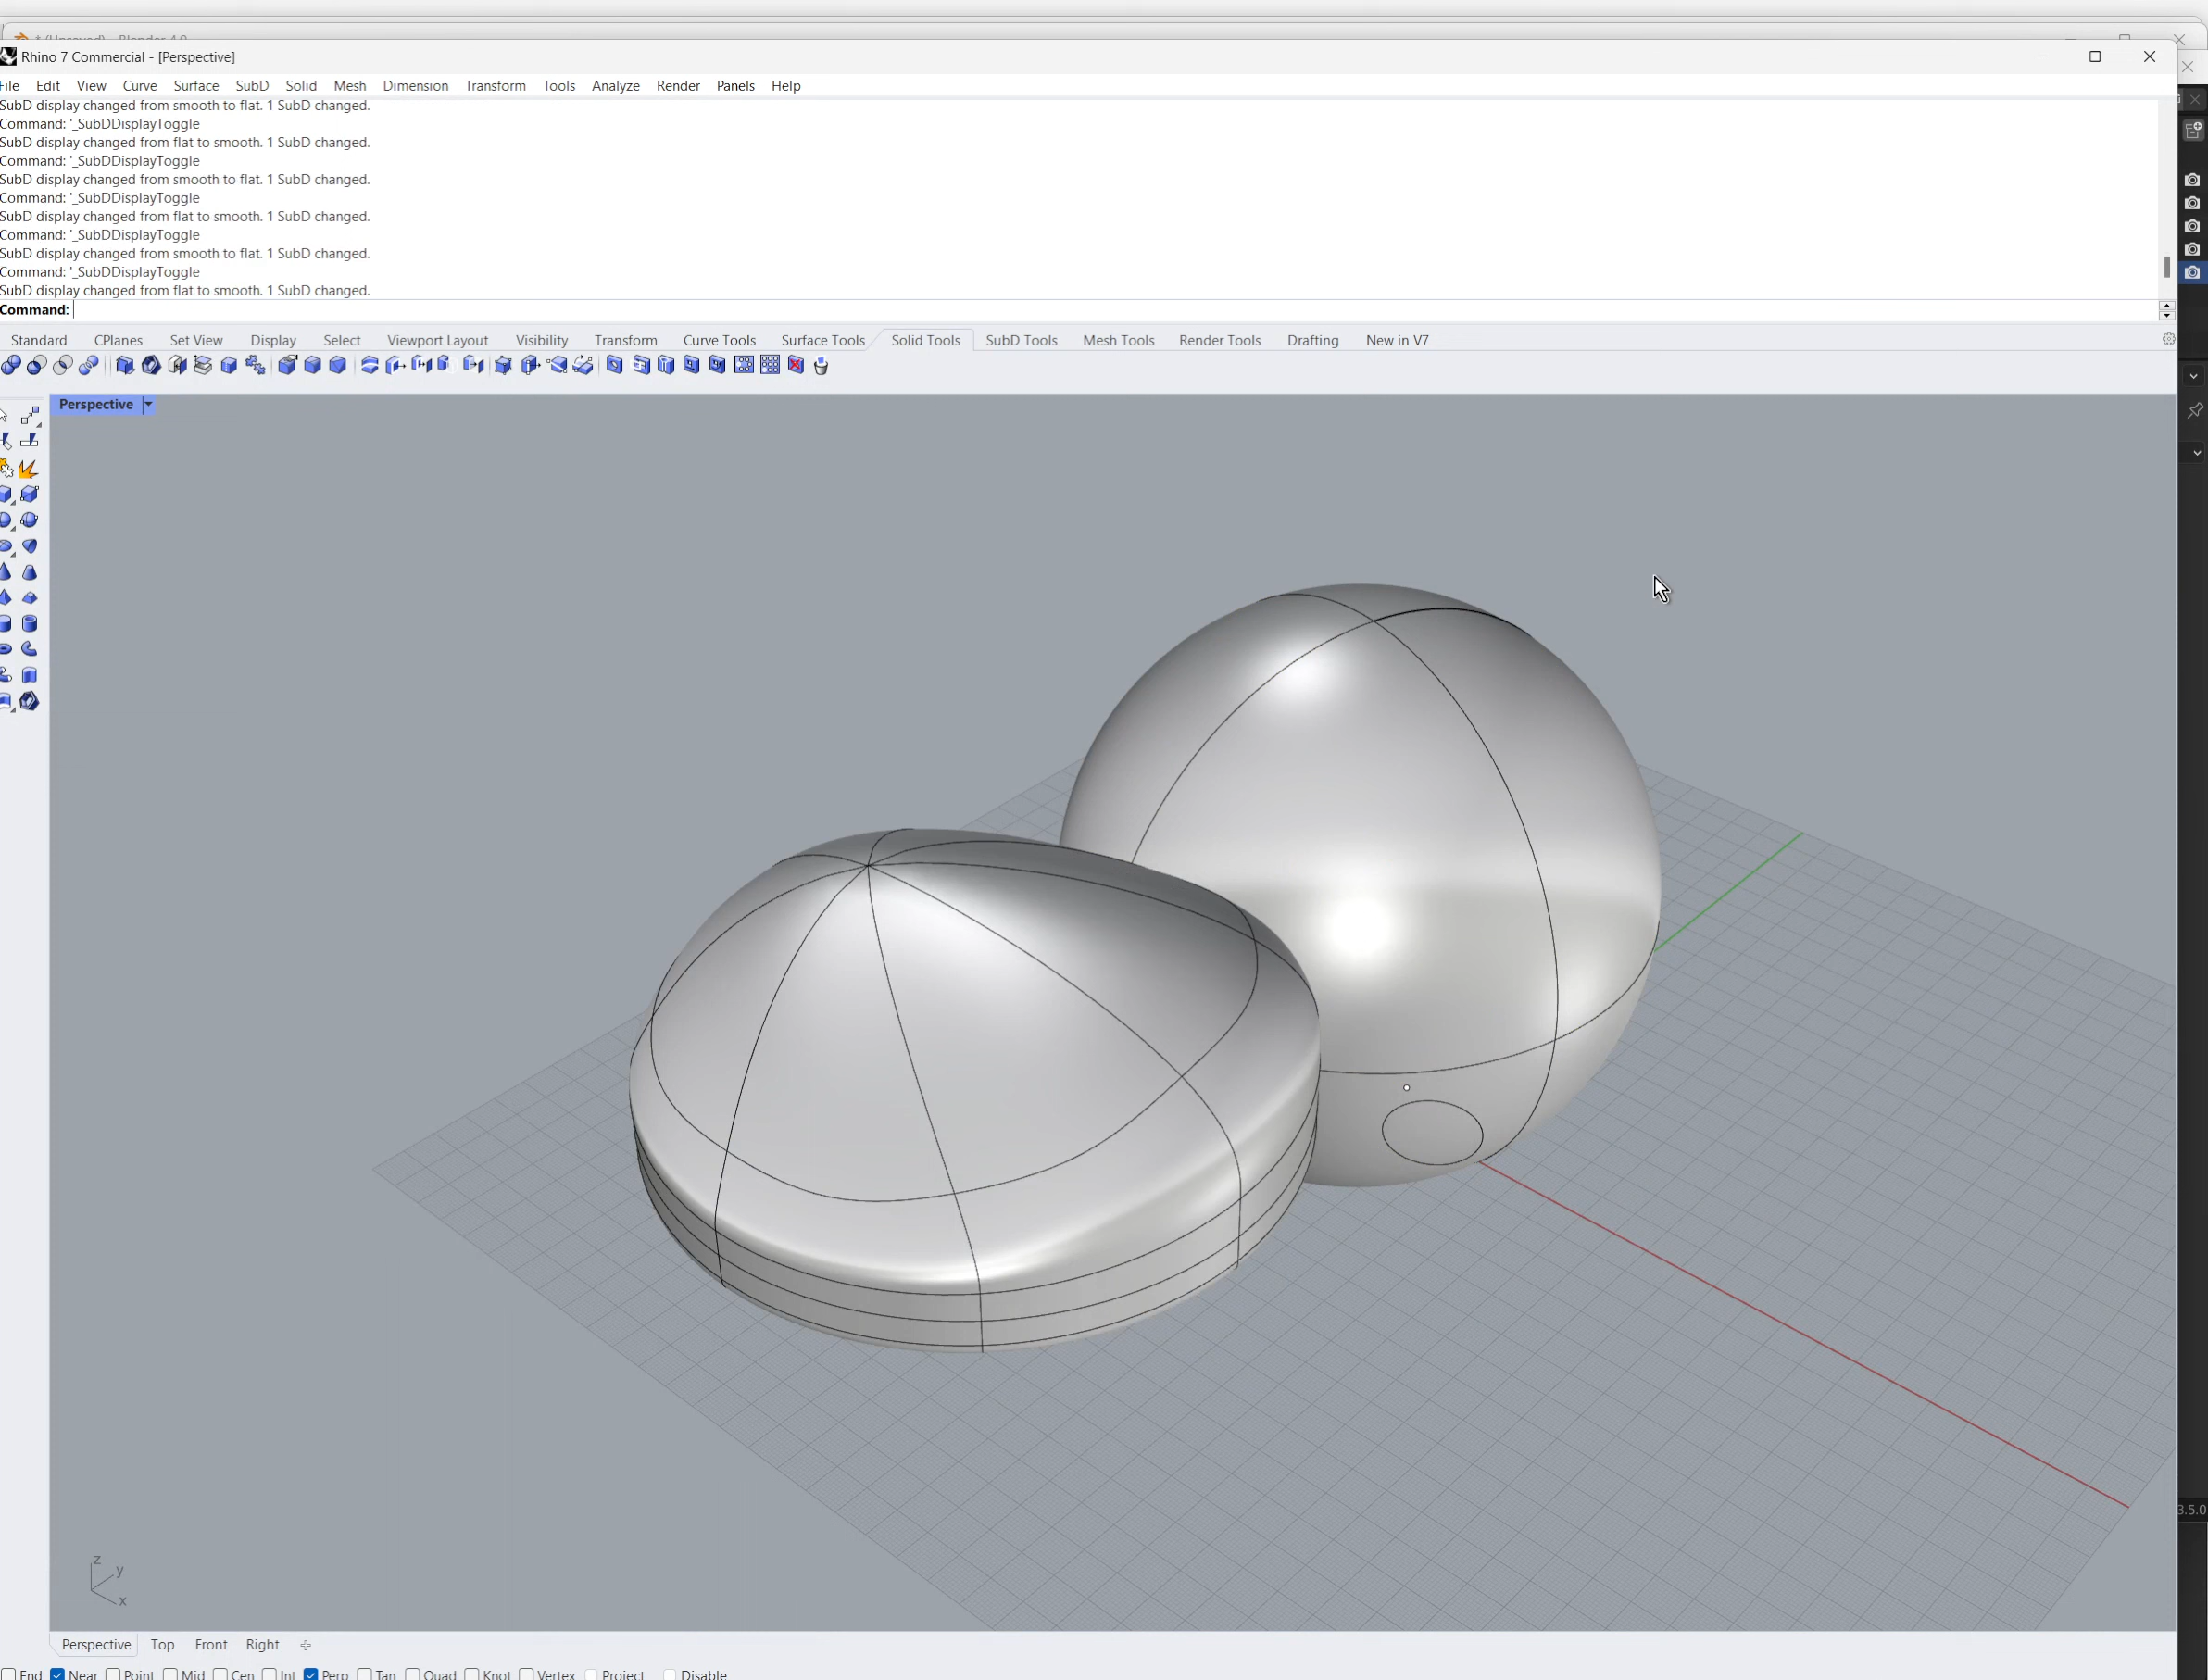 Rhino 7 Commercial - [Perspective]
File Edit View Curve Surface SubD Solid Mesh Dimension Transform Tools Analyze Render Panels Help
SubD display changed from smooth to flat. 1 SubD changed.
Command: '_SubDDisplayToggle
SubD display changed from flat to smooth. 1 SubD changed.
Command: '_SubDDisplayToggle
SubD display changed from smooth to flat. 1 SubD changed.
Command: '_SubDDisplayToggle
SubD display changed from flat to smooth. 1 SubD changed.
Command: '_SubDDisplayToggle
SubD display changed from smooth to flat. 1 SubD changed.
Command: '_SubDDisplayToggle
SubD display changed from flat to smooth. 1 SubD changed.
Command:
Standard CPlanes Set View Display Select Viewport Layout Visibility Transform Curve Tools Surface Tools Solid Tools SubD Tools Mesh Tools Render Tools Drafting New in V7
Perspective
3.5.0
z
y
x
Perspective Top Front Right
End Near Point Mid Cen Int Perp Tan Quad Knot Vertex Project Disable